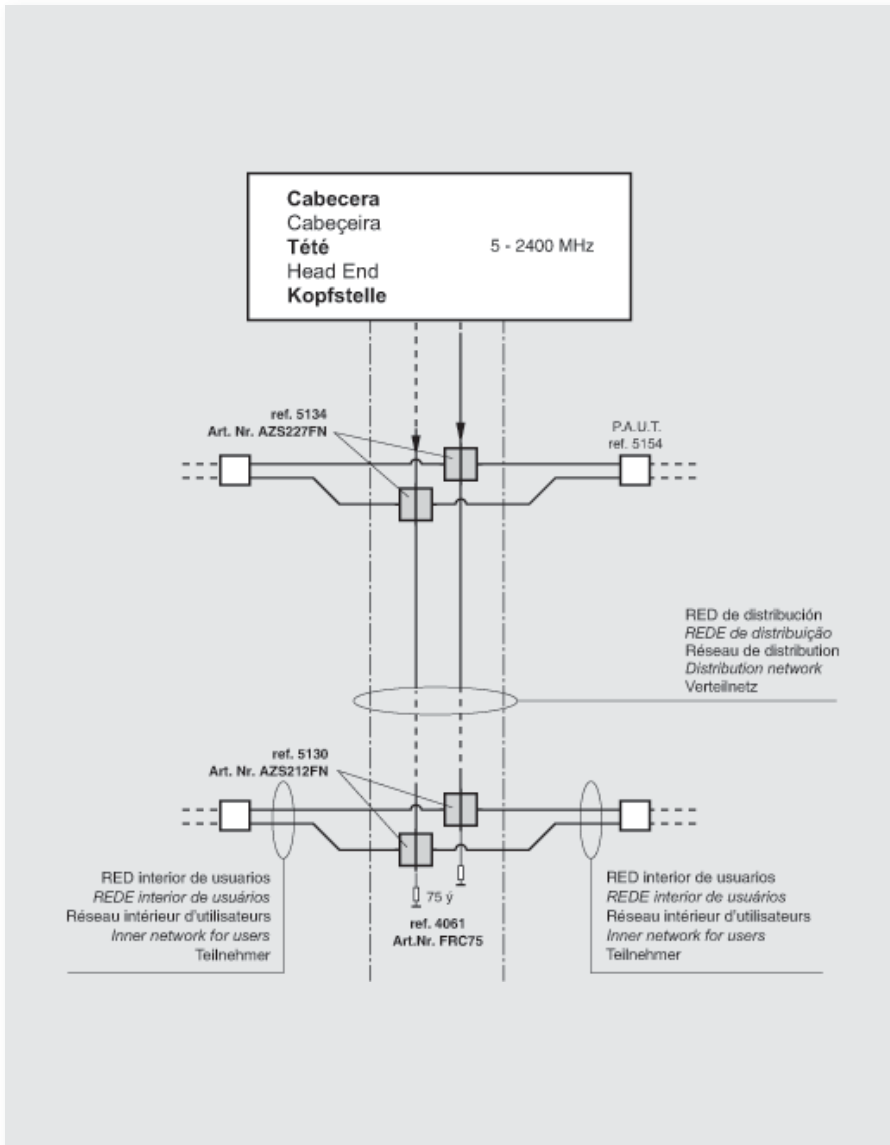 Cabecera
Cabeçeira
Tété
Head End
Kopfstelle
5 - 2400 MHz
ref. 5134
Art. Nr. AZS227FN
P.A.U.T.
ref. 5154
RED de distribución
REDE de distribuição
Réseau de distribution
Distribution network
Verteilnetz
ref. 5130
Art. Nr. AZS212FN
RED interior de usuarios
REDE interior de usuários
Réseau intérieur d'utilisateurs
Inner network for users
Teilnehmer
75 ý
ref. 4061
Art.Nr. FRC75
RED interior de usuarios
REDE interior de usuários
Réseau intérieur d'utilisateurs
Inner network for users
Teilnehmer